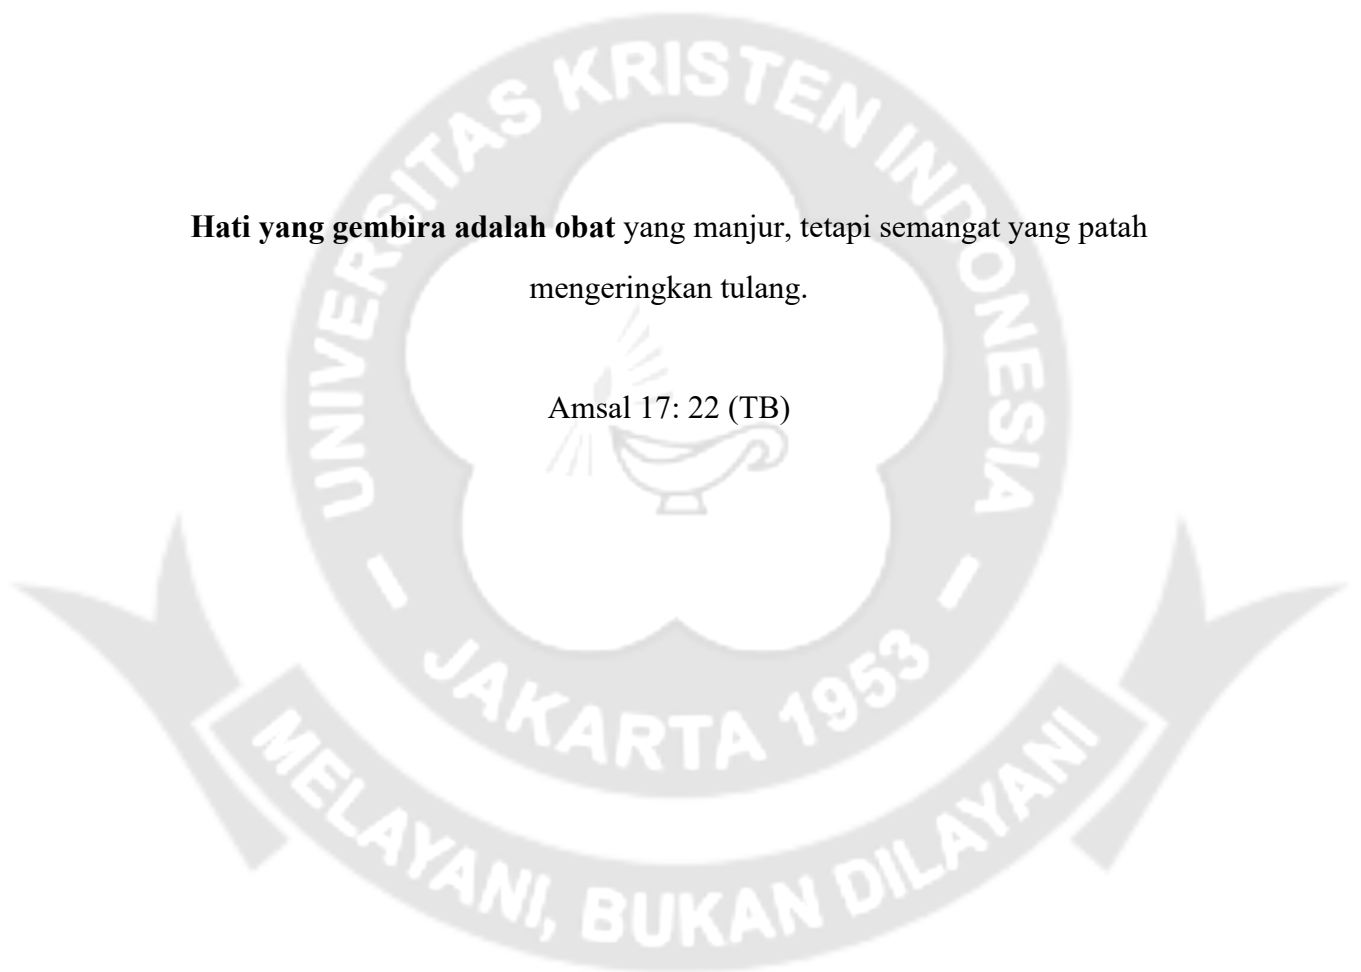 UNIVERSITAS KRISTEN INDONESIA
Hati yang gembira adalah obat yang manjur, tetapi semangat yang patah
mengeringkan tulang.
Amsal 17: 22 (TB)
JAKARTA 1953
MELAYANI, BUKAN DILAYANI